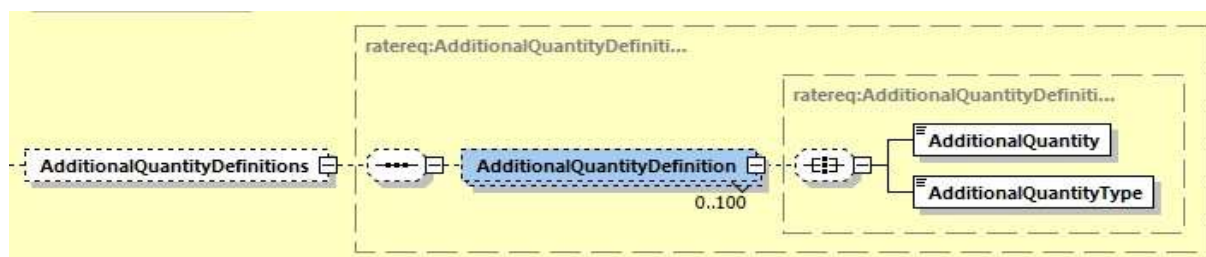 ratereq:AdditionalQuantityDefiniti...
ratereq:AdditionalQuantityDefiniti...
AdditionalQuantity
AdditionalQuantityDefinitions
AdditionalQuantityDefinition
AdditionalQuantityType
0..100